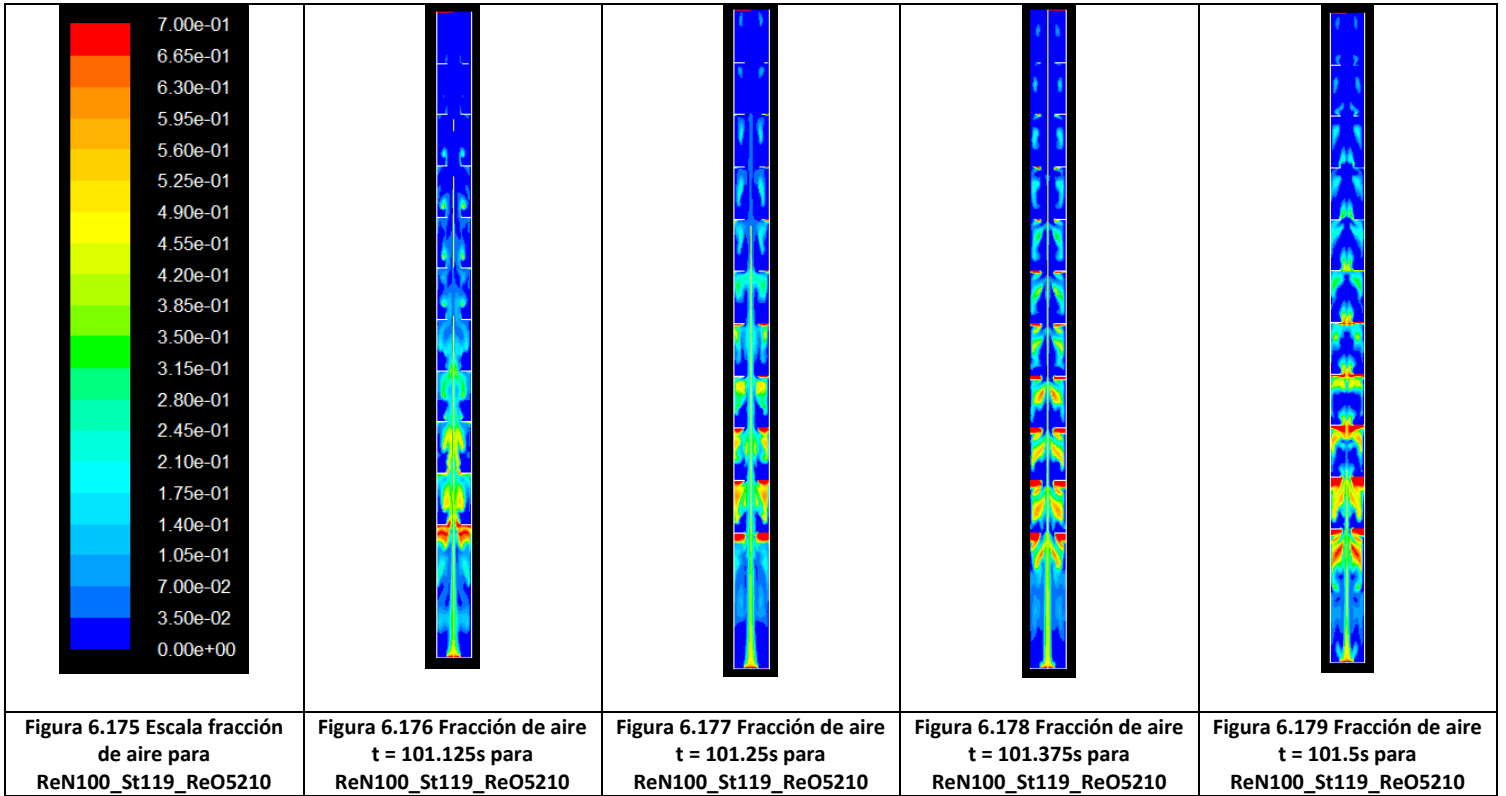 7.00e-01
6.65e-01
6.30e-01
5.95e-01
5.60e-01
5.25e-01
4.90e-01
4.55e-01
4.20e-01
3.85e-01
3.50e-01
3.15e-01
2.80e-01
2.45e-01
2.10e-01
1.75e-01
1.40e-01
1.05e-01
7.00e-02
3.50e-02
0.00e+00
Figura 6.175 Escala fracción
de aire para
ReN100_St119_ReO5210
Figura 6.176 Fracción de aire
t = 101.125s para
ReN100_St119_ReO5210
Figura 6.177 Fracción de aire
t = 101.25s para
ReN100_St119_ReO5210
Figura 6.178 Fracción de aire
t = 101.375s para
ReN100_St119_ReO5210
Figura 6.179 Fracción de aire
t = 101.5s para
ReN100_St119_ReO5210